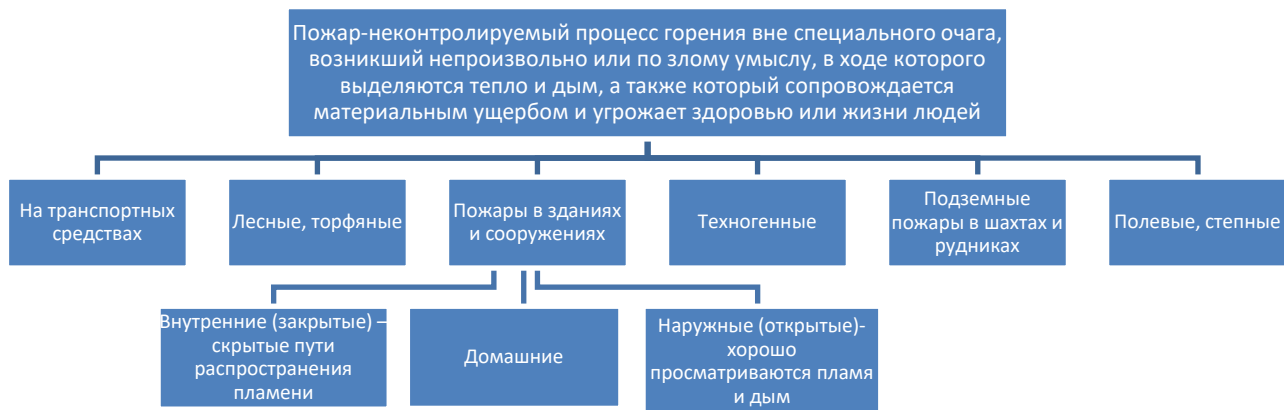 Пожар-неконтролируемый процесс горения вне специального очага,
возникший непроизвольно или по злому умыслу, в ходе которого
выделяются тепло и дым, а также который сопровождается
материальным ущербом и угрожает здоровью или жизни людей
На транспортных
средствах
Лесные, торфяные
Пожары в зданиях
и сооружениях
Техногенные
Подземные
пожары в шахтах и
рудниках
Полевые, степные
Внутренние (закрытые) –
скрытые пути
распространения
пламени
Домашние
Наружные (открытые)-
хорошо
просматриваются пламя
и дым